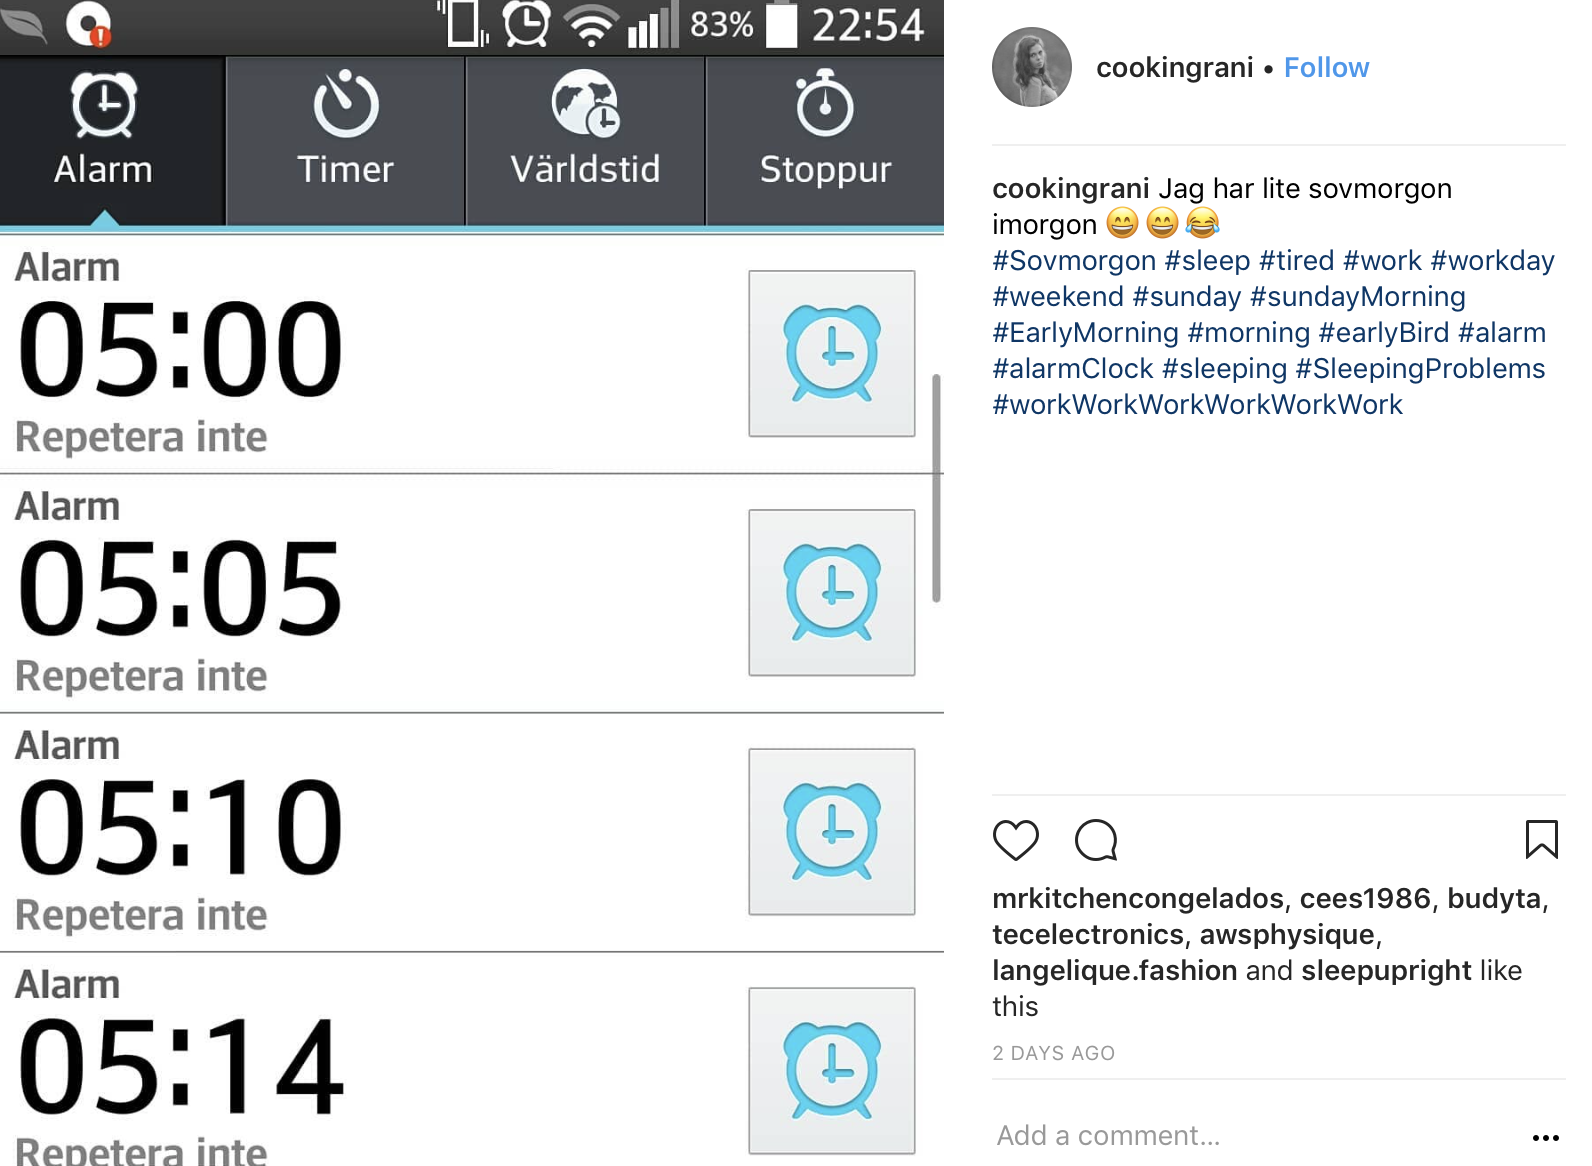 83% 22:54
Alarm Timer Världstid Stoppur
Alarm
05:00
Repetera inte
Alarm
05:05
Repetera inte
Alarm
05:10
Repetera inte
Alarm
05:14
Repetera inte
cookingrani • Follow
cookingrani Jag har lite sovmorgon
imorgon 😄 😄 😂
#Sovmorgon #sleep #tired #work #workday
#weekend #sunday #sundayMorning
#EarlyMorning #morning #earlyBird #alarm
#alarmClock #sleeping #SleepingProblems
#workWorkWorkWorkWorkWork
mrkitchencongelados, cees1986, budyta,
tecelectronics, awsphysique,
langelique.fashion and sleepupright like
this
2 DAYS AGO
Add a comment...